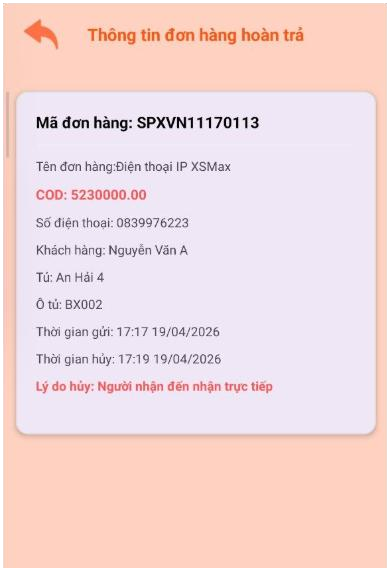 Thông tin đơn hàng hoàn trả
Mã đơn hàng: SPXVN11170113
Tên đơn hàng:Điện thoại IP XSMax
COD: 5230000.00
Số điện thoại: 0839976223
Khách hàng: Nguyễn Văn A
Tủ: An Hải 4
Ô tủ: BX002
Thời gian gửi: 17:17 19/04/2026
Thời gian hủy: 17:19 19/04/2026
Lý do hủy: Người nhận đến nhận trực tiếp